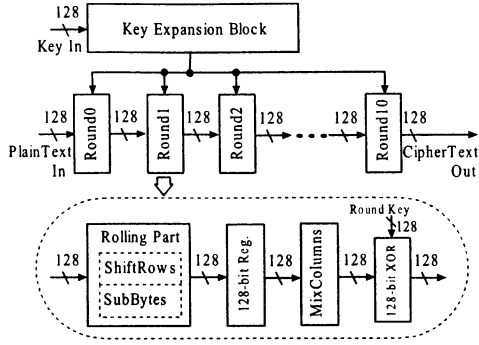 128
Key In
Key Expansion Block
128
PlainText
In
Round0
128
Round1
128
Round2
128
128
Round10
128
CipherText
Out
Round Key
128
128
Rolling Part
ShiftRows
SubBytes
128
128-bit Reg.
128
MixColumns
128
128-bit XOR
128